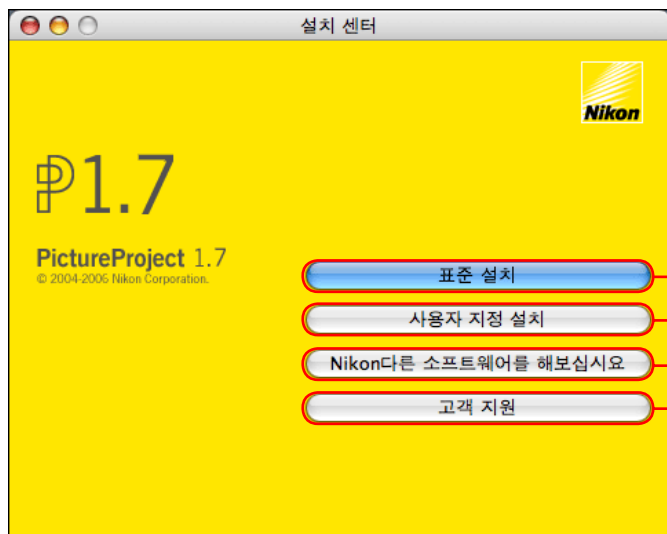 설치 센터
Nikon
P1.7
PictureProject 1.7
© 2004-2006 Nikon Corporation.
표준 설치
사용자 지정 설치
Nikon다른 소프트웨어를 해보십시요
고객 지원